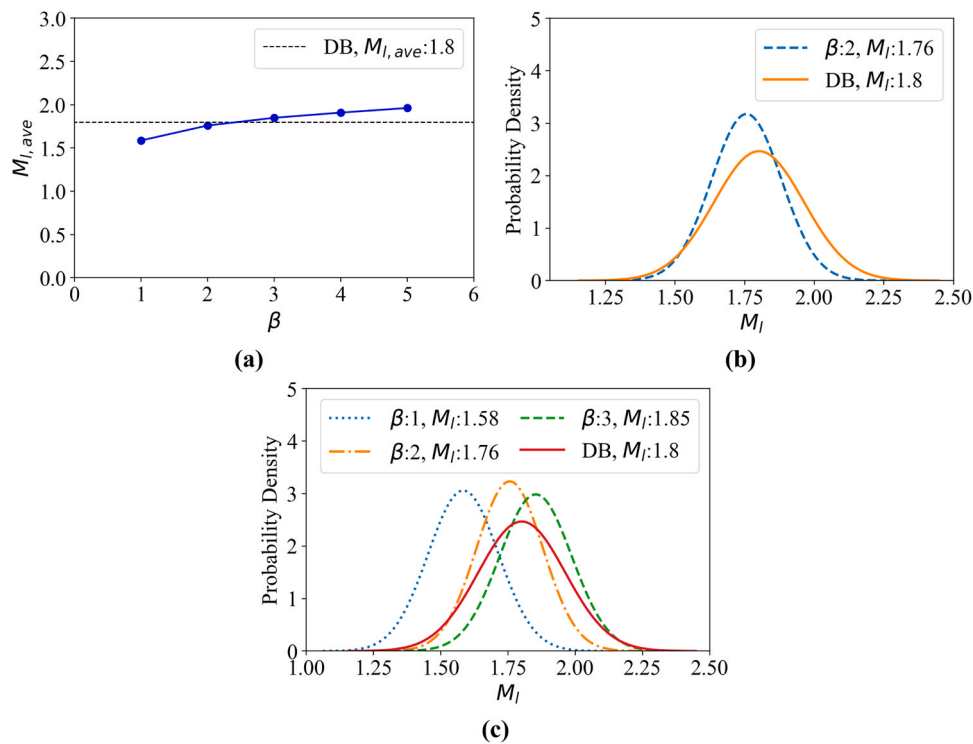 3.0
2.5
2.0
1.5
1.0
0.5
0.0
M_{l,ave}
DB, M_{l,ave}:1.8
0 1 2 3 4 5 6
β
(a)
5
4
3
2
1
0
Probability Density
β:2, M_l:1.76
DB, M_l:1.8
1.25 1.50 1.75 2.00 2.25 2.50
M_l
(b)
5
4
3
2
1
0
Probability Density
β:1, M_l:1.58 β:3, M_l:1.85
β:2, M_l:1.76 DB, M_l:1.8
1.00 1.25 1.50 1.75 2.00 2.25 2.50
M_l
(c)